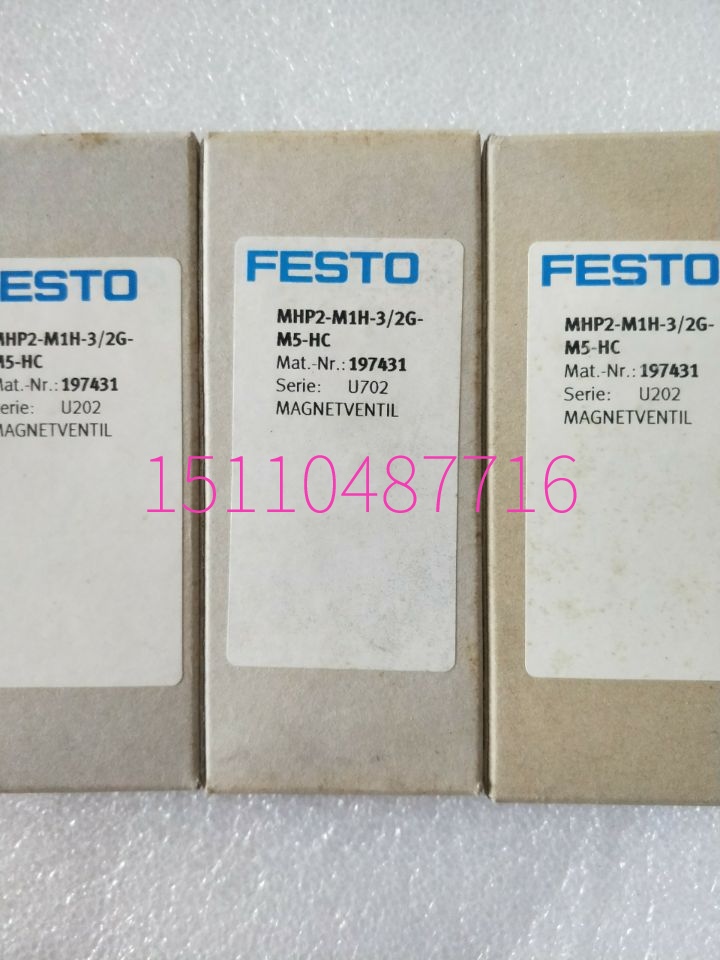 ESTO
MHP2-M1H-3/2G-
M5-HC
Mat.-Nr.: 197431
erie: U202
MAGNETVENTIL
FESTO
MHP2-M1H-3/2G-
M5-HC
Mat.-Nr.: 197431
Serie: U702
MAGNETVENTIL
FESTO
MHP2-M1H-3/2G-
M5-HC
Mat.-Nr.: 197431
Serie: U202
MAGNETVENTIL
15110487716